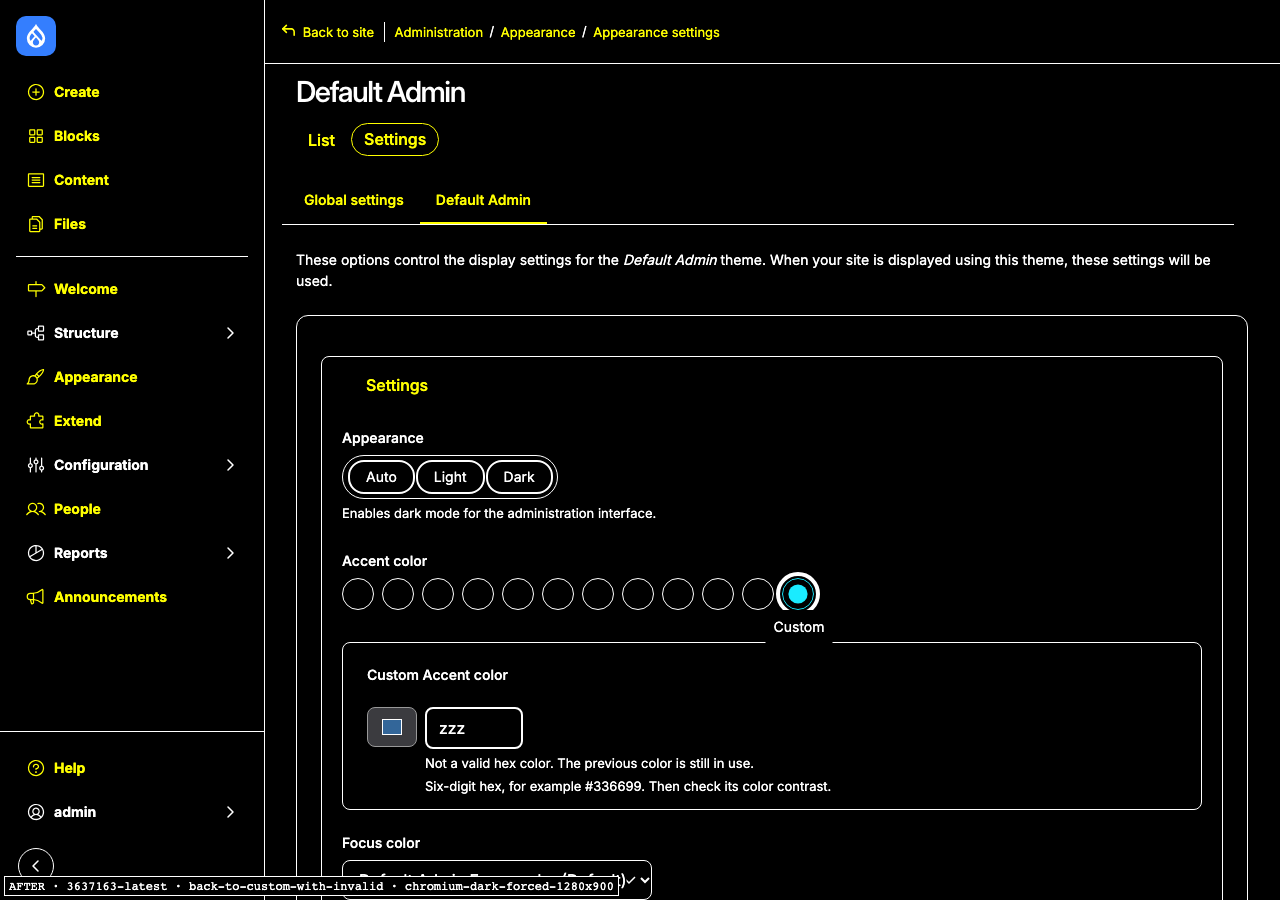 Back to site
Administration / Appearance / Appearance settings
Create
Blocks
Content
Files
Welcome
Structure
Appearance
Extend
Configuration
People
Reports
Announcements
Help
admin
Default Admin
List
Settings
Global settings
Default Admin
These options control the display settings for the Default Admin theme. When your site is displayed using this theme, these settings will be
used.
Settings
Appearance
Auto
Light
Dark
Enables dark mode for the administration interface.
Accent color
Custom
Custom Accent color
zzz
Not a valid hex color. The previous color is still in use.
Six-digit hex, for example #336699. Then check its color contrast.
Focus color
AFTER · 3637163-latest · back-to-custom-with-invalid · chromium-dark-forced-1280x900